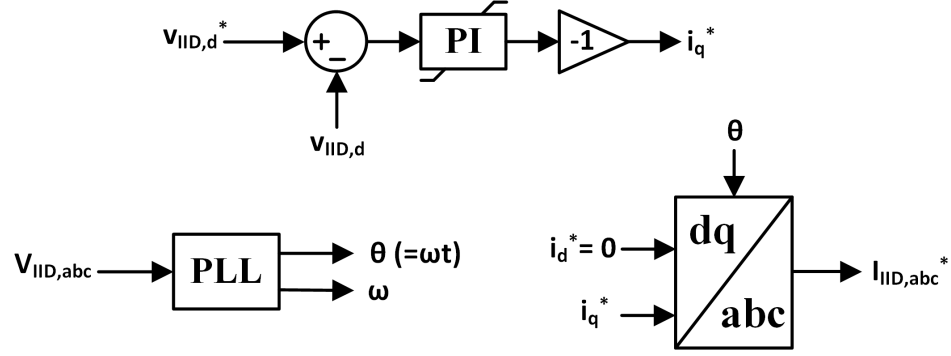 v_IID,d^*
+
−
PI
-1
i_q^*
v_IID,d
θ
V_IID,abc
PLL
θ (=ωt)
ω
i_d^*= 0
i_q^*
dq
abc
I_IID,abc^*